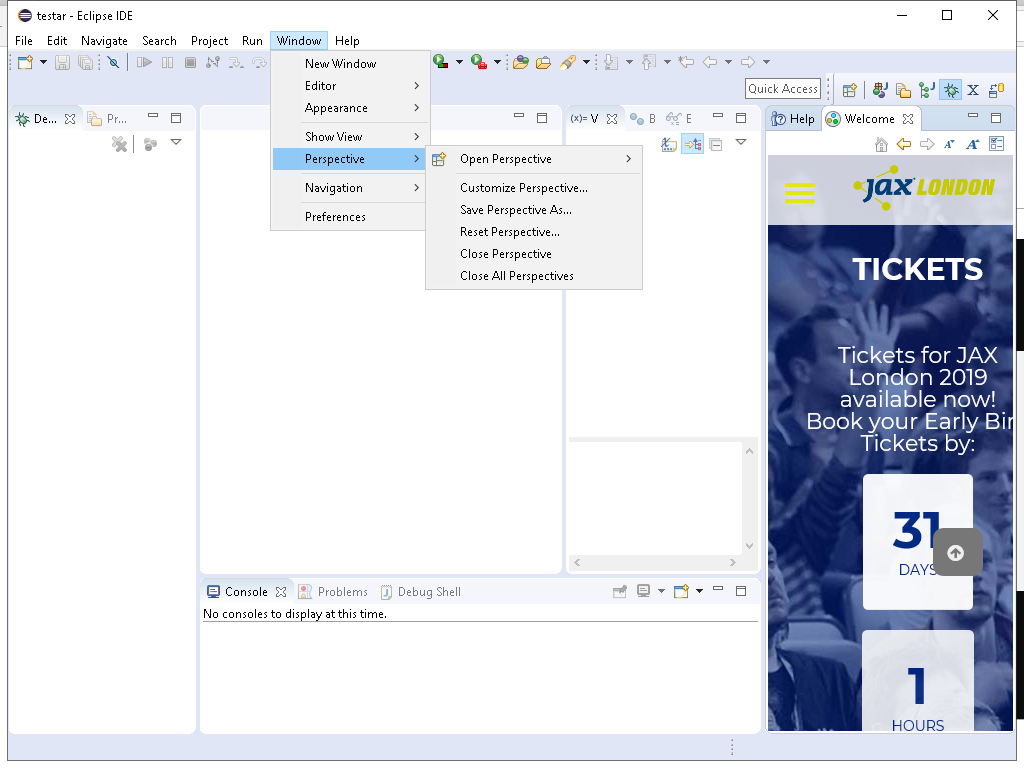 testar - Eclipse IDE
File Edit Navigate Search Project Run Window Help
New Window
Editor
Appearance
Show View
Perspective
Navigation
Preferences
Open Perspective
Customize Perspective...
Save Perspective As...
Reset Perspective...
Close Perspective
Close All Perspectives
Quick Access
De...
Pr...
(x)= V
B
E
Help
Welcome
jax LONDON
TICKETS
Tickets for JAX
London 2019
available now!
Book your Early Bir
Tickets by:
31
DAYS
1
HOURS
Console
Problems
Debug Shell
No consoles to display at this time.